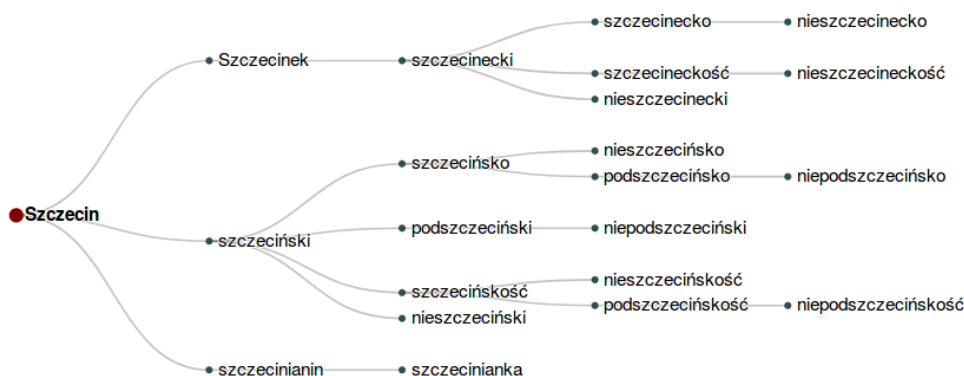 szczecinecko nieszczecinecko
Szczecinek szczecinecki
szczecineckość nieszczecineckość
nieszczecinecki
nieszczecińsko
szczecińsko
podszczecińsko niepodszczecińsko
Szczecin
podszczeciński niepodszczeciński
szczeciński
nieszczecińskość
szczecińskość
podszczecińskość niepodszczecińskość
nieszczeciński
szczecinianin szczecinianka